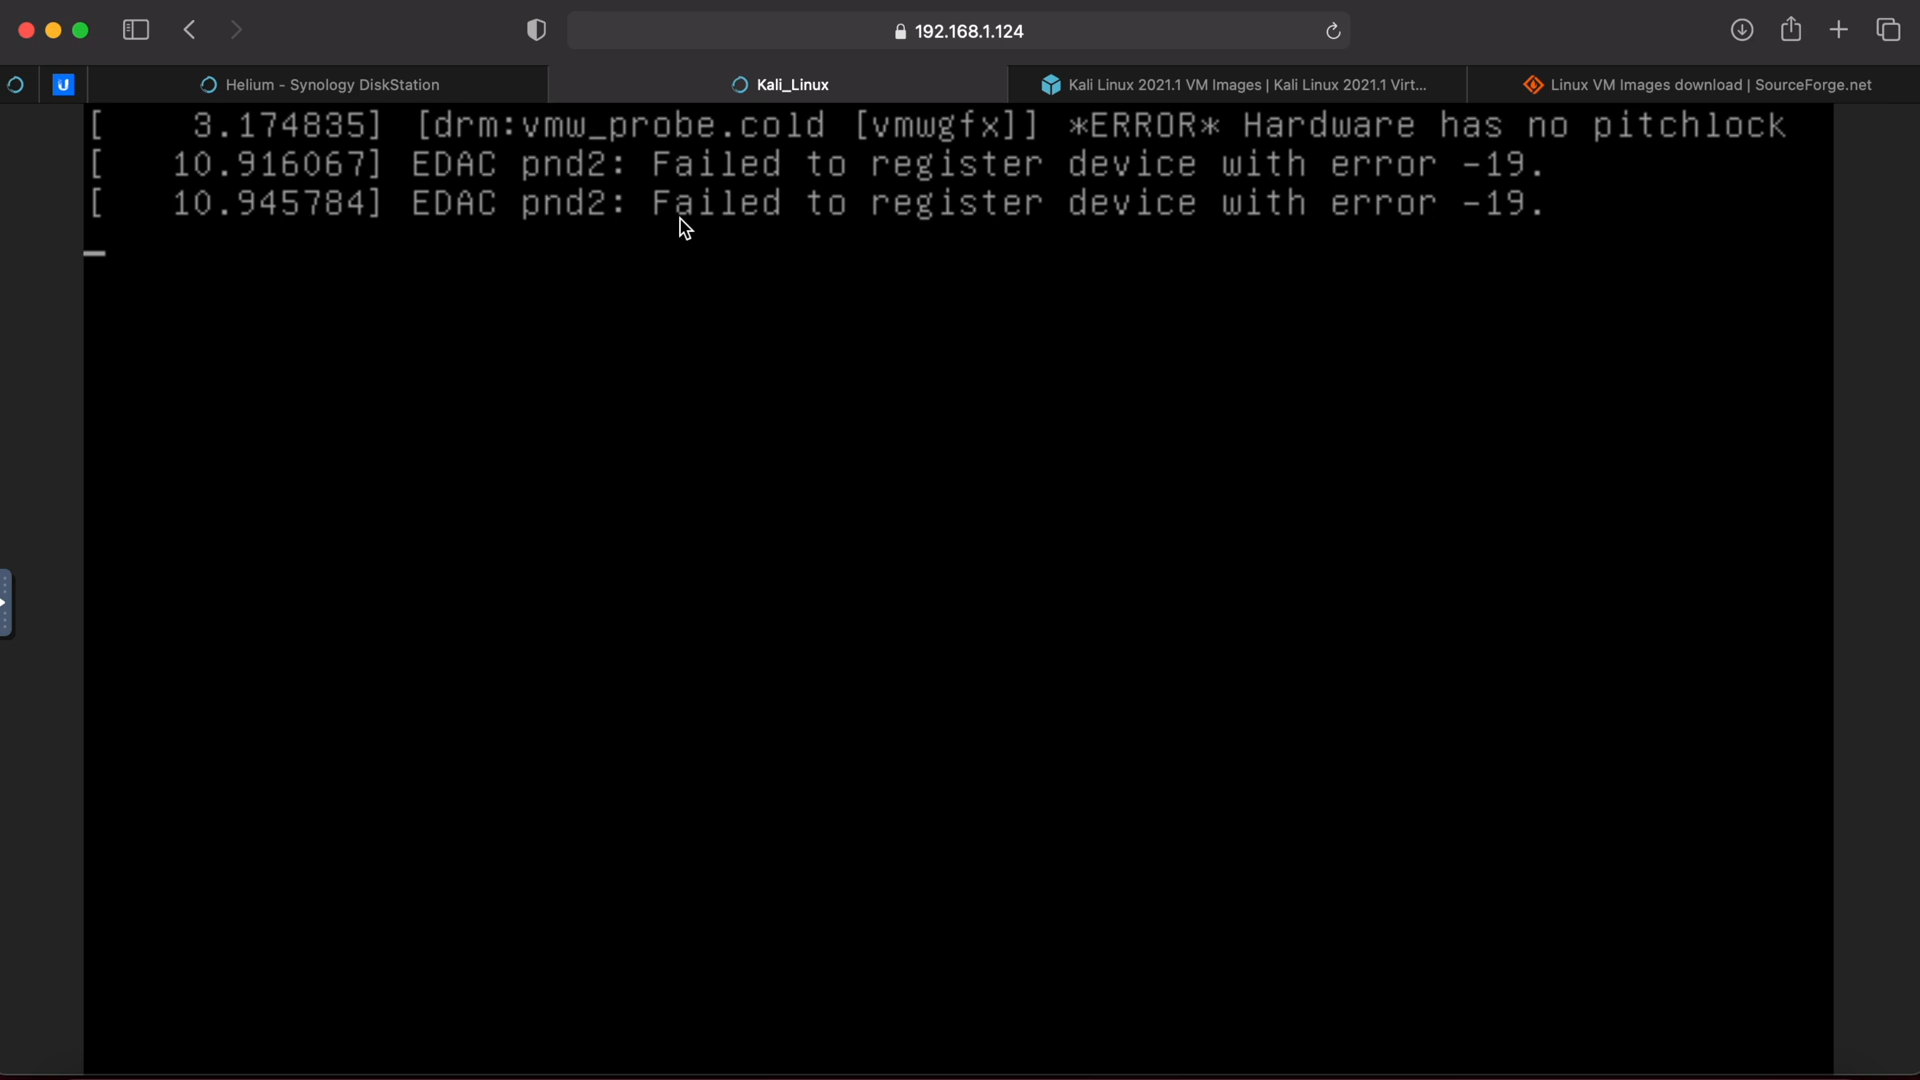 192.168.1.124
Helium - Synology DiskStation
Kali_Linux
Kali Linux 2021.1 VM Images | Kali Linux 2021.1 Virt...
Linux VM Images download | SourceForge.net
[    3.174835] [drm:vmw_probe.cold [vmwgfx]] *ERROR* Hardware has no pitchlock
[   10.916067] EDAC pnd2: Failed to register device with error -19.
[   10.945784] EDAC pnd2: Failed to register device with error -19.